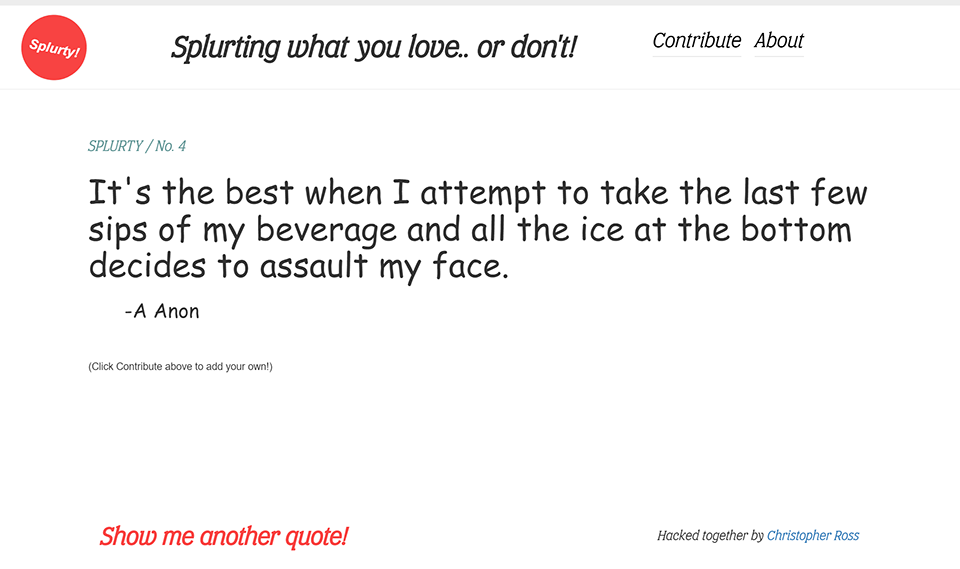 Splurty!
Splurting what you love.. or don't!
Contribute About
SPLURTY / No. 4
It's the best when I attempt to take the last few
sips of my beverage and all the ice at the bottom
decides to assault my face.
-A Anon
(Click Contribute above to add your own!)
Show me another quote!
Hacked together by Christopher Ross